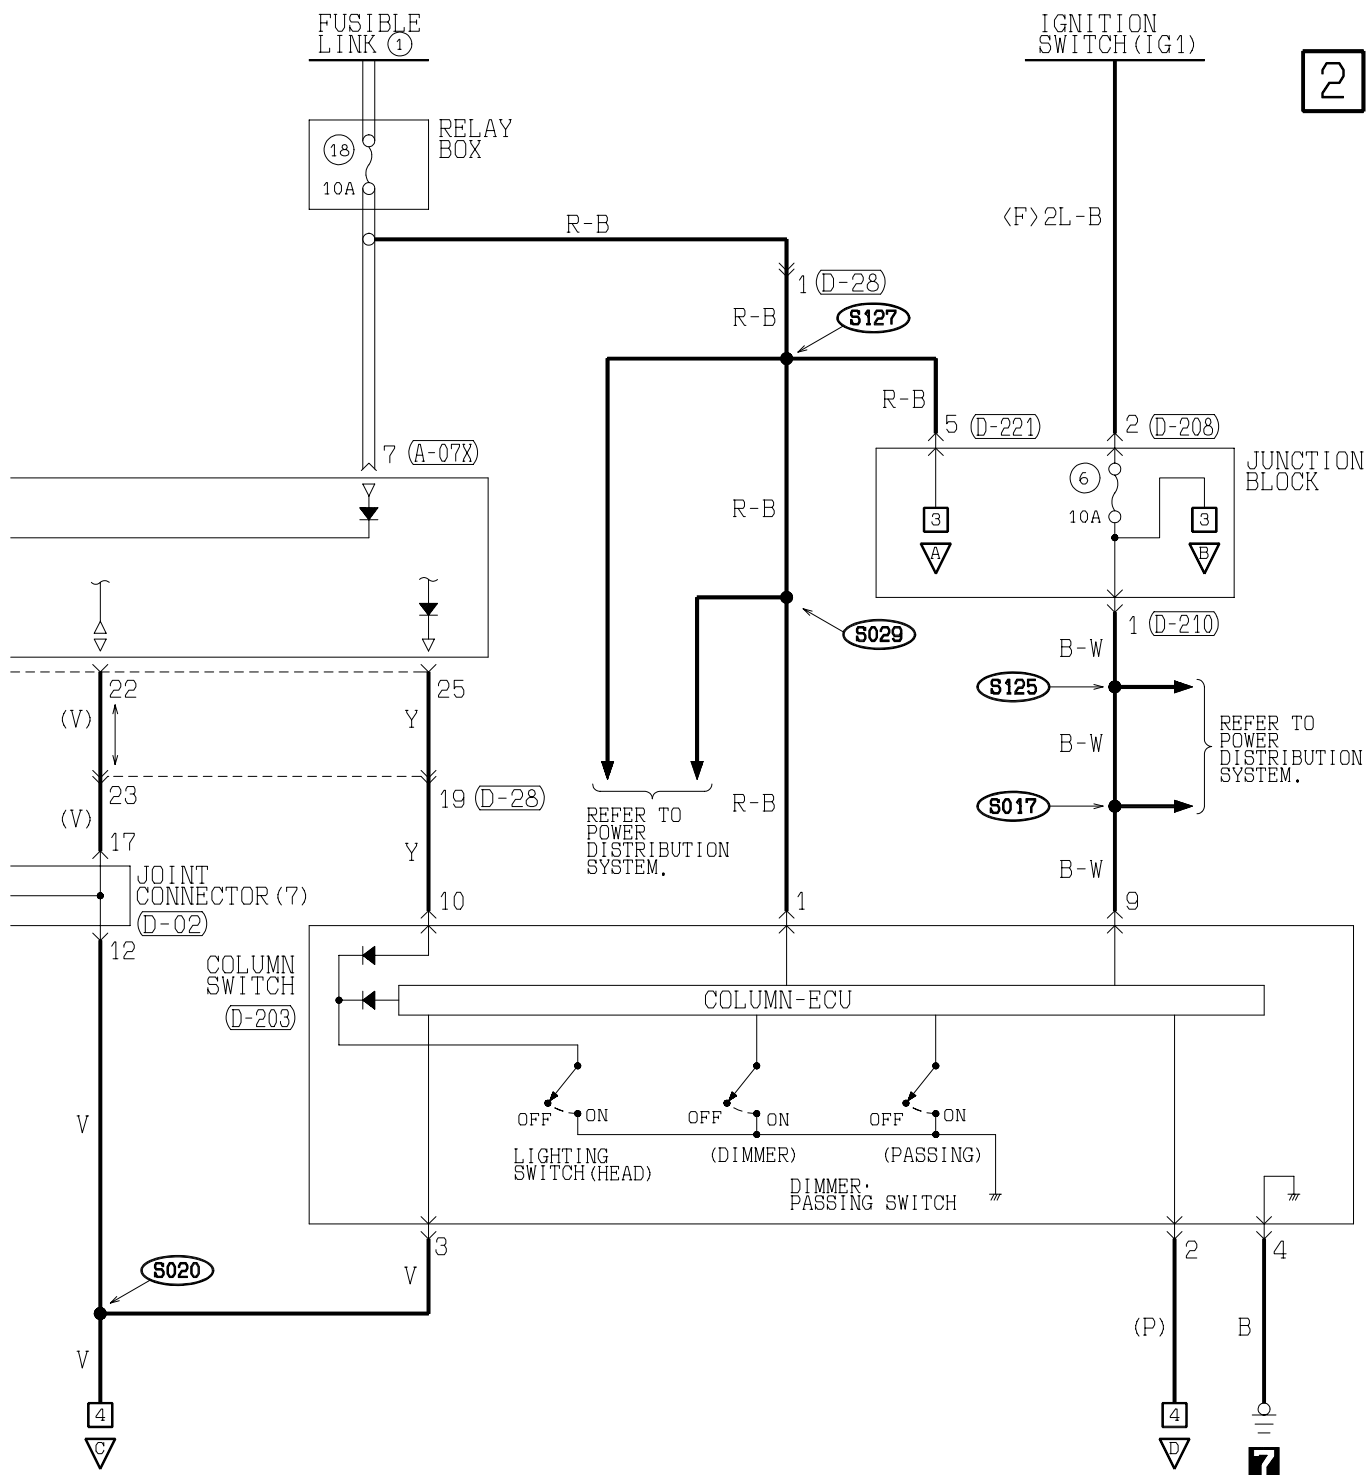 FUSIBLE
LINK 1
IGNITION
SWITCH(IG1)
2
RELAY
BOX
18
10A
R-B
<F>2L-B
1 (D-28)
R-B
S127
R-B
5 (D-221)
2 (D-208)
7 (A-07X)
JUNCTION
BLOCK
6
10A
3
A
3
B
R-B
1 (D-210)
S029
B-W
22
25
S125
(V)
Y
REFER TO
POWER
DISTRIBUTION
SYSTEM.
B-W
23
19 (D-28)
R-B
S017
(V)
REFER TO
POWER
DISTRIBUTION
SYSTEM.
17
Y
B-W
JOINT
CONNECTOR(7)
(D-02)
10
1
9
12
COLUMN
SWITCH
(D-203)
COLUMN-ECU
OFF
ON
OFF
ON
OFF
ON
V
LIGHTING
SWITCH(HEAD)
(DIMMER)
(PASSING)
DIMMER·
PASSING SWITCH
3
2
4
S020
V
(P)
B
V
4
C
4
D
7